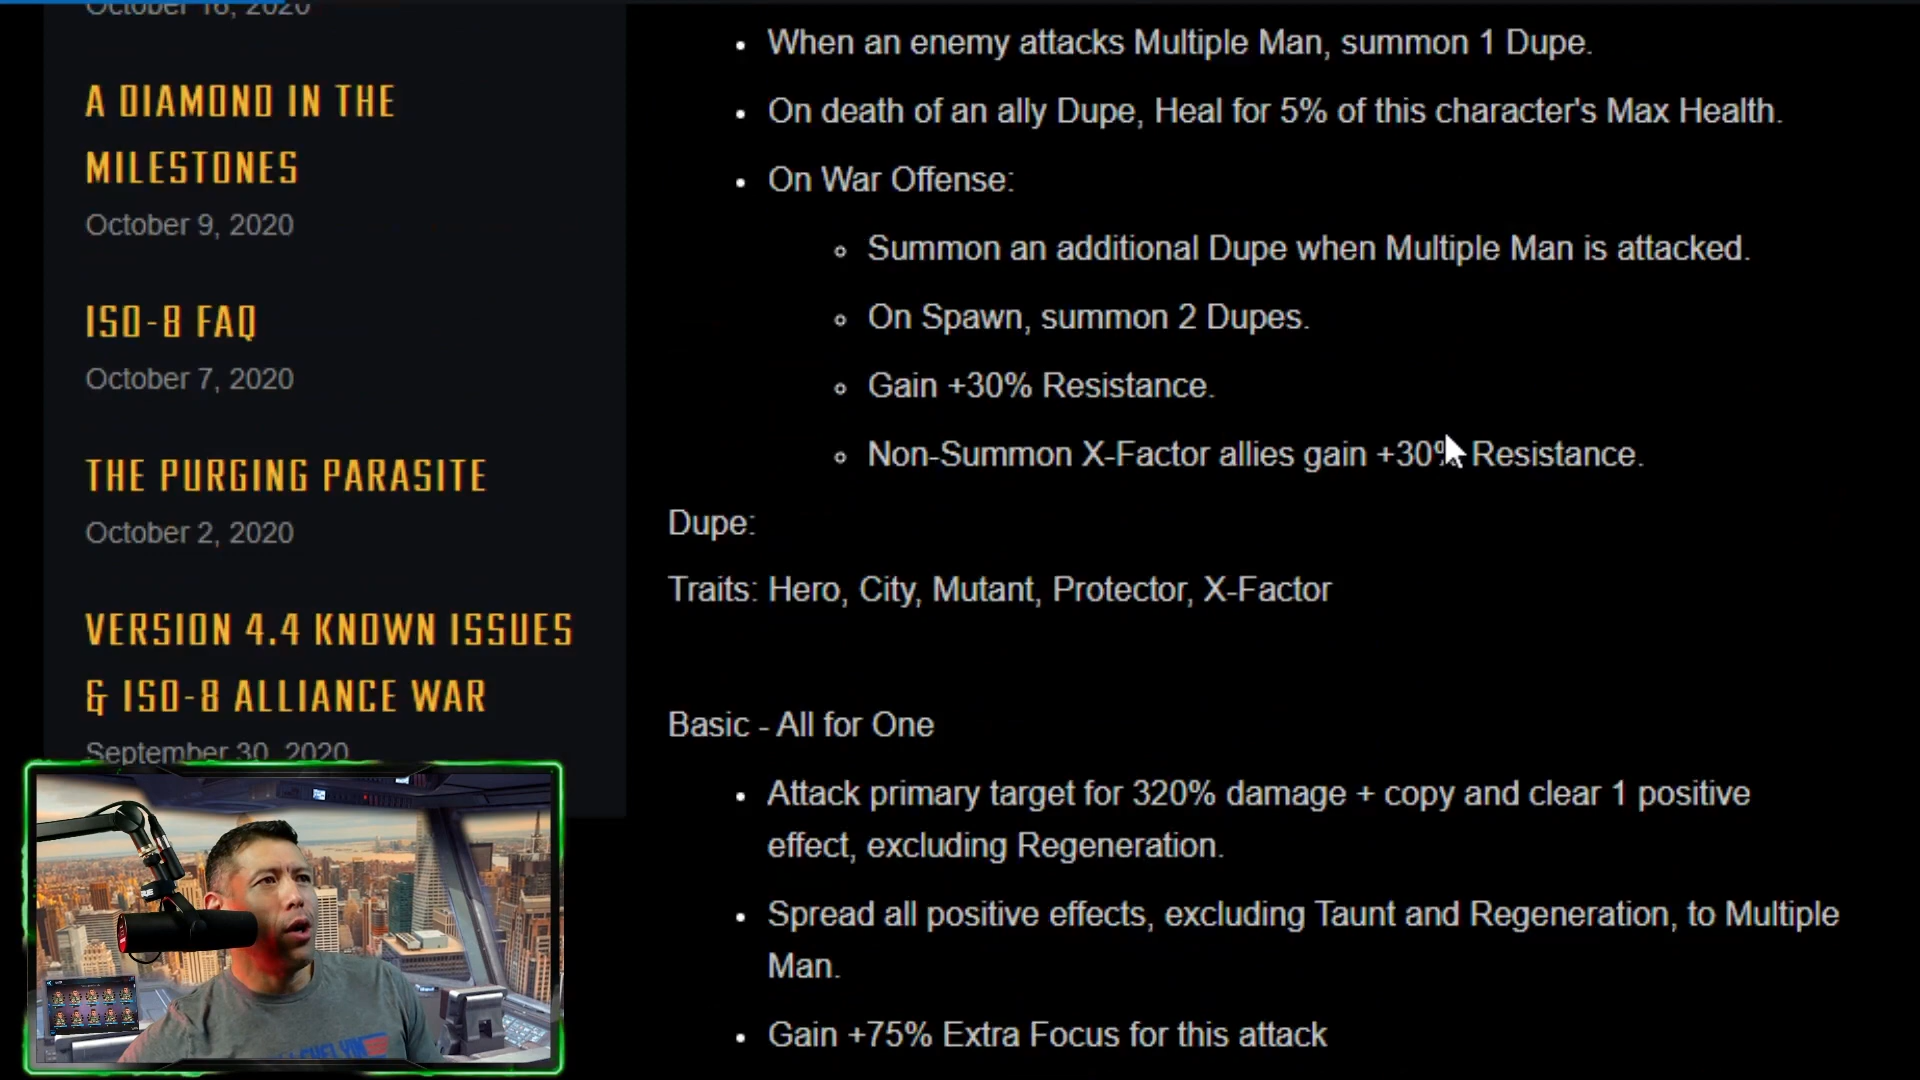 October 16, 2020
A DIAMOND IN THE
MILESTONES
October 9, 2020
ISO-8 FAQ
October 7, 2020
THE PURGING PARASITE
October 2, 2020
VERSION 4.4 KNOWN ISSUES
& ISO-8 ALLIANCE WAR
September 30, 2020
When an enemy attacks Multiple Man, summon 1 Dupe.
On death of an ally Dupe, Heal for 5% of this character's Max Health.
On War Offense:
Summon an additional Dupe when Multiple Man is attacked.
On Spawn, summon 2 Dupes.
Gain +30% Resistance.
Non-Summon X-Factor allies gain +30% Resistance.
Dupe:
Traits: Hero, City, Mutant, Protector, X-Factor
Basic - All for One
Attack primary target for 320% damage + copy and clear 1 positive
effect, excluding Regeneration.
Spread all positive effects, excluding Taunt and Regeneration, to Multiple
Man.
Gain +75% Extra Focus for this attack